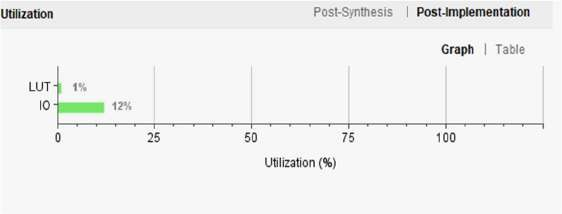 Utilization Post-Synthesis | Post-Implementation
Graph | Table
LUT 1%
IO 12%
0 25 50 75 100
Utilization (%)